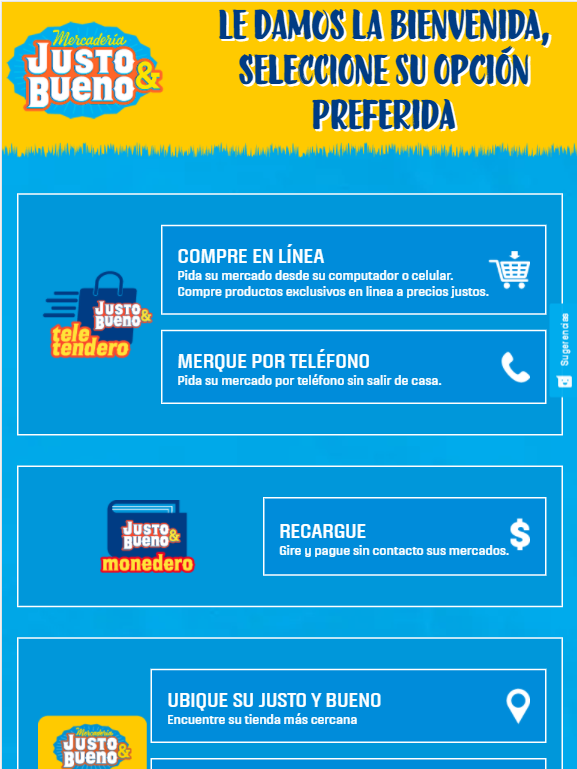 Mercadería
JUSTO &
BUENO
LE DAMOS LA BIENVENIDA,
SELECCIONE SU OPCIÓN
PREFERIDA
JUSTO
BUENO&
tele
tendero
COMPRE EN LÍNEA
Pida su mercado desde su computador o celular.
Compre productos exclusivos en linea a precios justos.
MERQUE POR TELÉFONO
Pida su mercado por teléfono sin salir de casa.
Sugerencias
JUSTO
BUENO&
monedero
RECARGUE
Gire y pague sin contacto sus mercados.
$
UBIQUE SU JUSTO Y BUENO
Encuentre su tienda más cercana
Mercadería
JUSTO
BUENO&